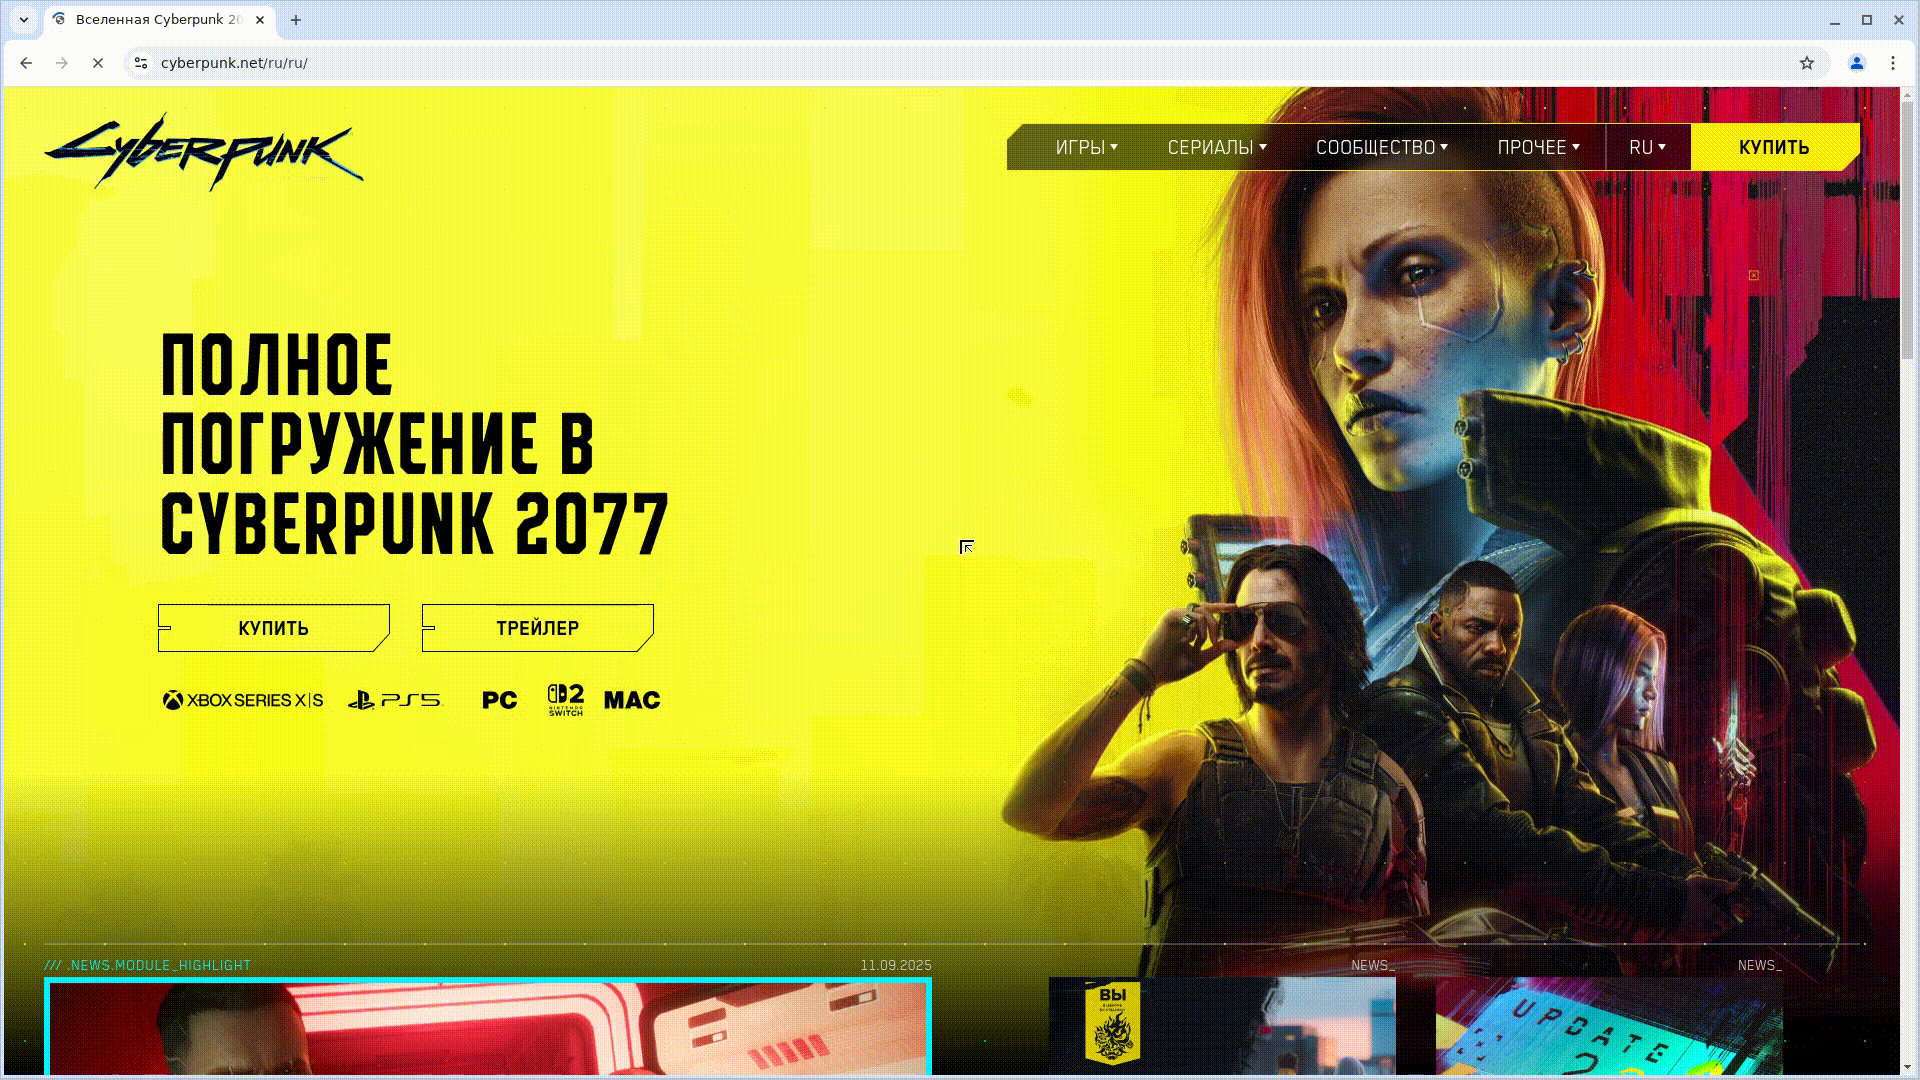 Вселенная Cyberpunk 20
cyberpunk.net/ru/ru/
Cyberpunk
ИГРЫ
СЕРИАЛЫ
СООБЩЕСТВО
ПРОЧЕЕ
RU
КУПИТЬ
ПОЛНОЕ
ПОГРУЖЕНИЕ В
CYBERPUNK 2077
КУПИТЬ
ТРЕЙЛЕР
XBOX SERIES X|S
PS5
PC
2
NINTENDO
SWITCH
MAC
/// .NEWS.MODULE_HIGHLIGHT
11.09.2025
NEWS_
NEWS_
ВЫ
UPDATE